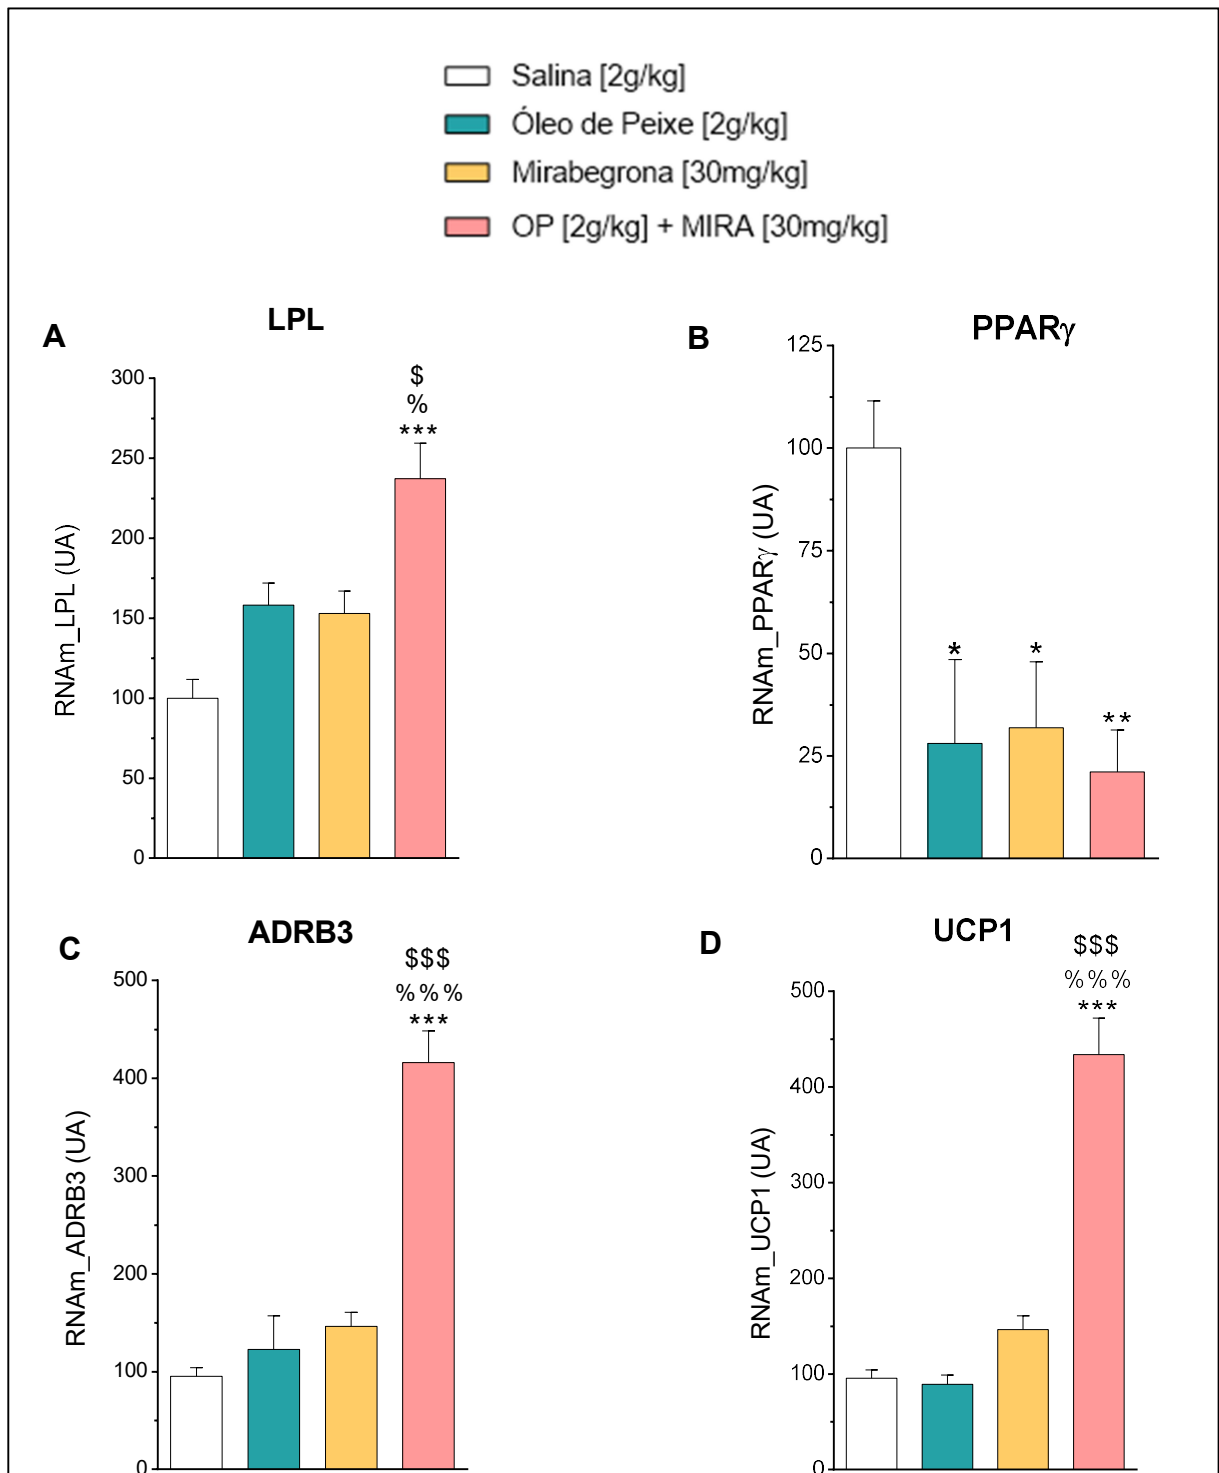 Salina [2g/kg]
Óleo de Peixe [2g/kg]
Mirabegrona [30mg/kg]
OP [2g/kg] + MIRA [30mg/kg]
A
LPL
RNAm_LPL (UA)
300
250
200
150
100
50
0
$
%
***
B
PPARγ
RNAm_PPARγ (UA)
125
100
75
50
25
0
*
*
**
C
ADRB3
RNAm_ADRB3 (UA)
500
400
300
200
100
0
$$$
%%%
***
D
UCP1
RNAm_UCP1 (UA)
500
400
300
200
100
0
$$$
%%%
***